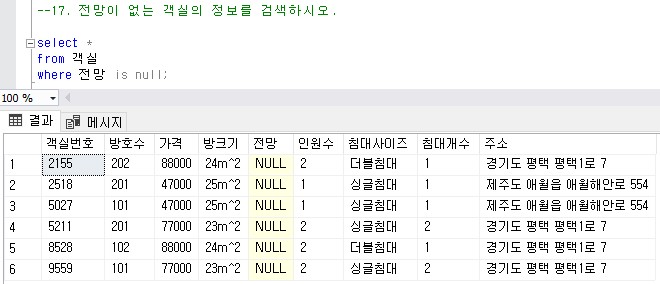 --17. 전망이 없는 객실의 정보를 검색하시오.
select *
from 객실
where 전망 is null;
100 %
결과 메시지
객실번호 방호수 가격 방크기 전망 인원수 침대사이즈 침대개수 주소
1 2155 202 88000 24m^2 NULL 2 더블침대 1 경기도 평택 평택1로 7
2 2518 201 47000 25m^2 NULL 1 싱글침대 1 제주도 애월읍 애월해안로 554
3 5027 101 47000 25m^2 NULL 1 싱글침대 1 제주도 애월읍 애월해안로 554
4 5211 201 77000 23m^2 NULL 2 싱글침대 2 경기도 평택 평택1로 7
5 8528 102 88000 24m^2 NULL 2 더블침대 1 경기도 평택 평택1로 7
6 9559 101 77000 23m^2 NULL 2 싱글침대 2 경기도 평택 평택1로 7